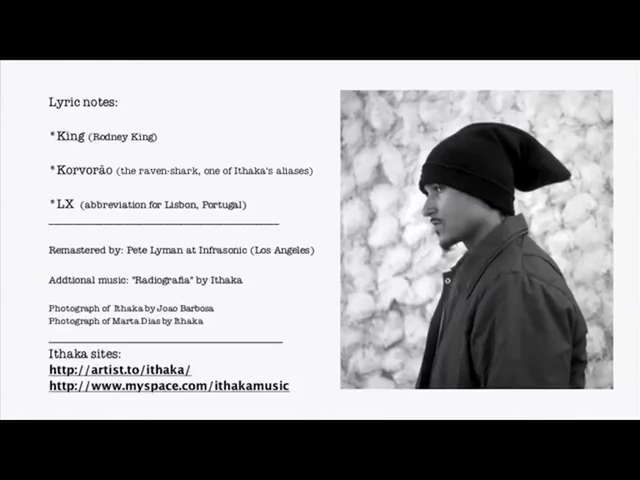 Lyric notes:
*King (Rodney King)
*Korvorão (the raven-shark, one of Ithaka's aliases)
*LX (abbreviation for Lisbon, Portugal)
Remastered by: Pete Lyman at Infrasonic (Los Angeles)
Addtional music: "Radiografia" by Ithaka
Photograph of Ithaka by Joao Barbosa
Photograph of Marta Dias by Ithaka
Ithaka sites:
http://artist.to/ithaka/
http://www.myspace.com/ithakamusic